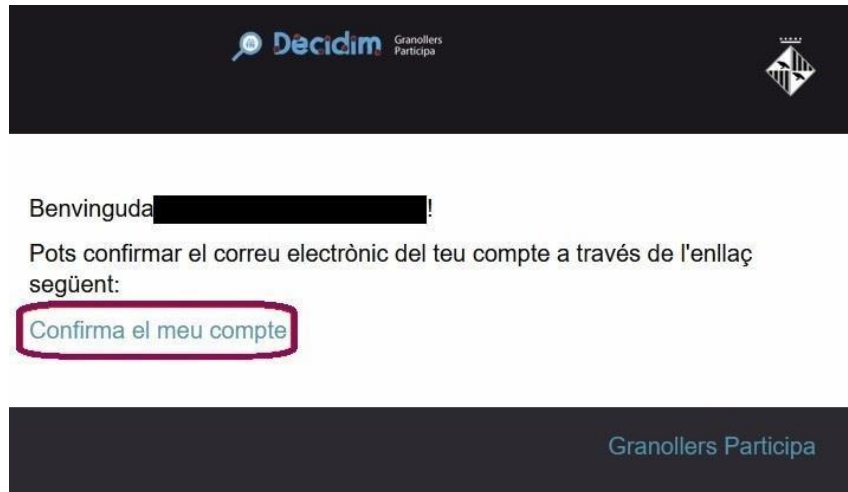 Decidim Granollers
Participa
Benvinguda !
Pots confirmar el correu electrònic del teu compte a través de l'enllaç
següent:
Confirma el meu compte
Granollers Participa